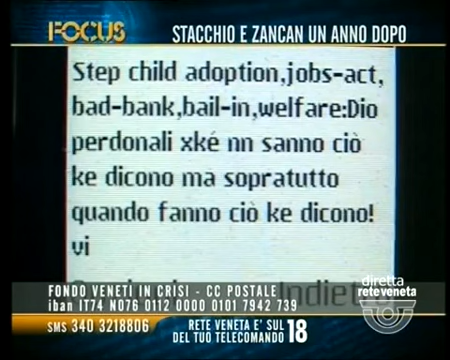 FOCUS
STACCHIO E ZANCAN UN ANNO DOPO
Step child adoption,jobs-act,
bad-bank,bail-in,welfare:Dio
perdonali xké nn sanno ciò
ke dicono ma sopratutto
quando fanno ciò ke dicono!
vi
Indietro
diretta
reteveneta
FONDO VENETI IN CRISI - CC POSTALE
iban IT74 N076 0112 0000 0101 7942 739
SMS 340 3218806
RETE VENETA E' SUL
DEL TUO TELECOMANDO 18